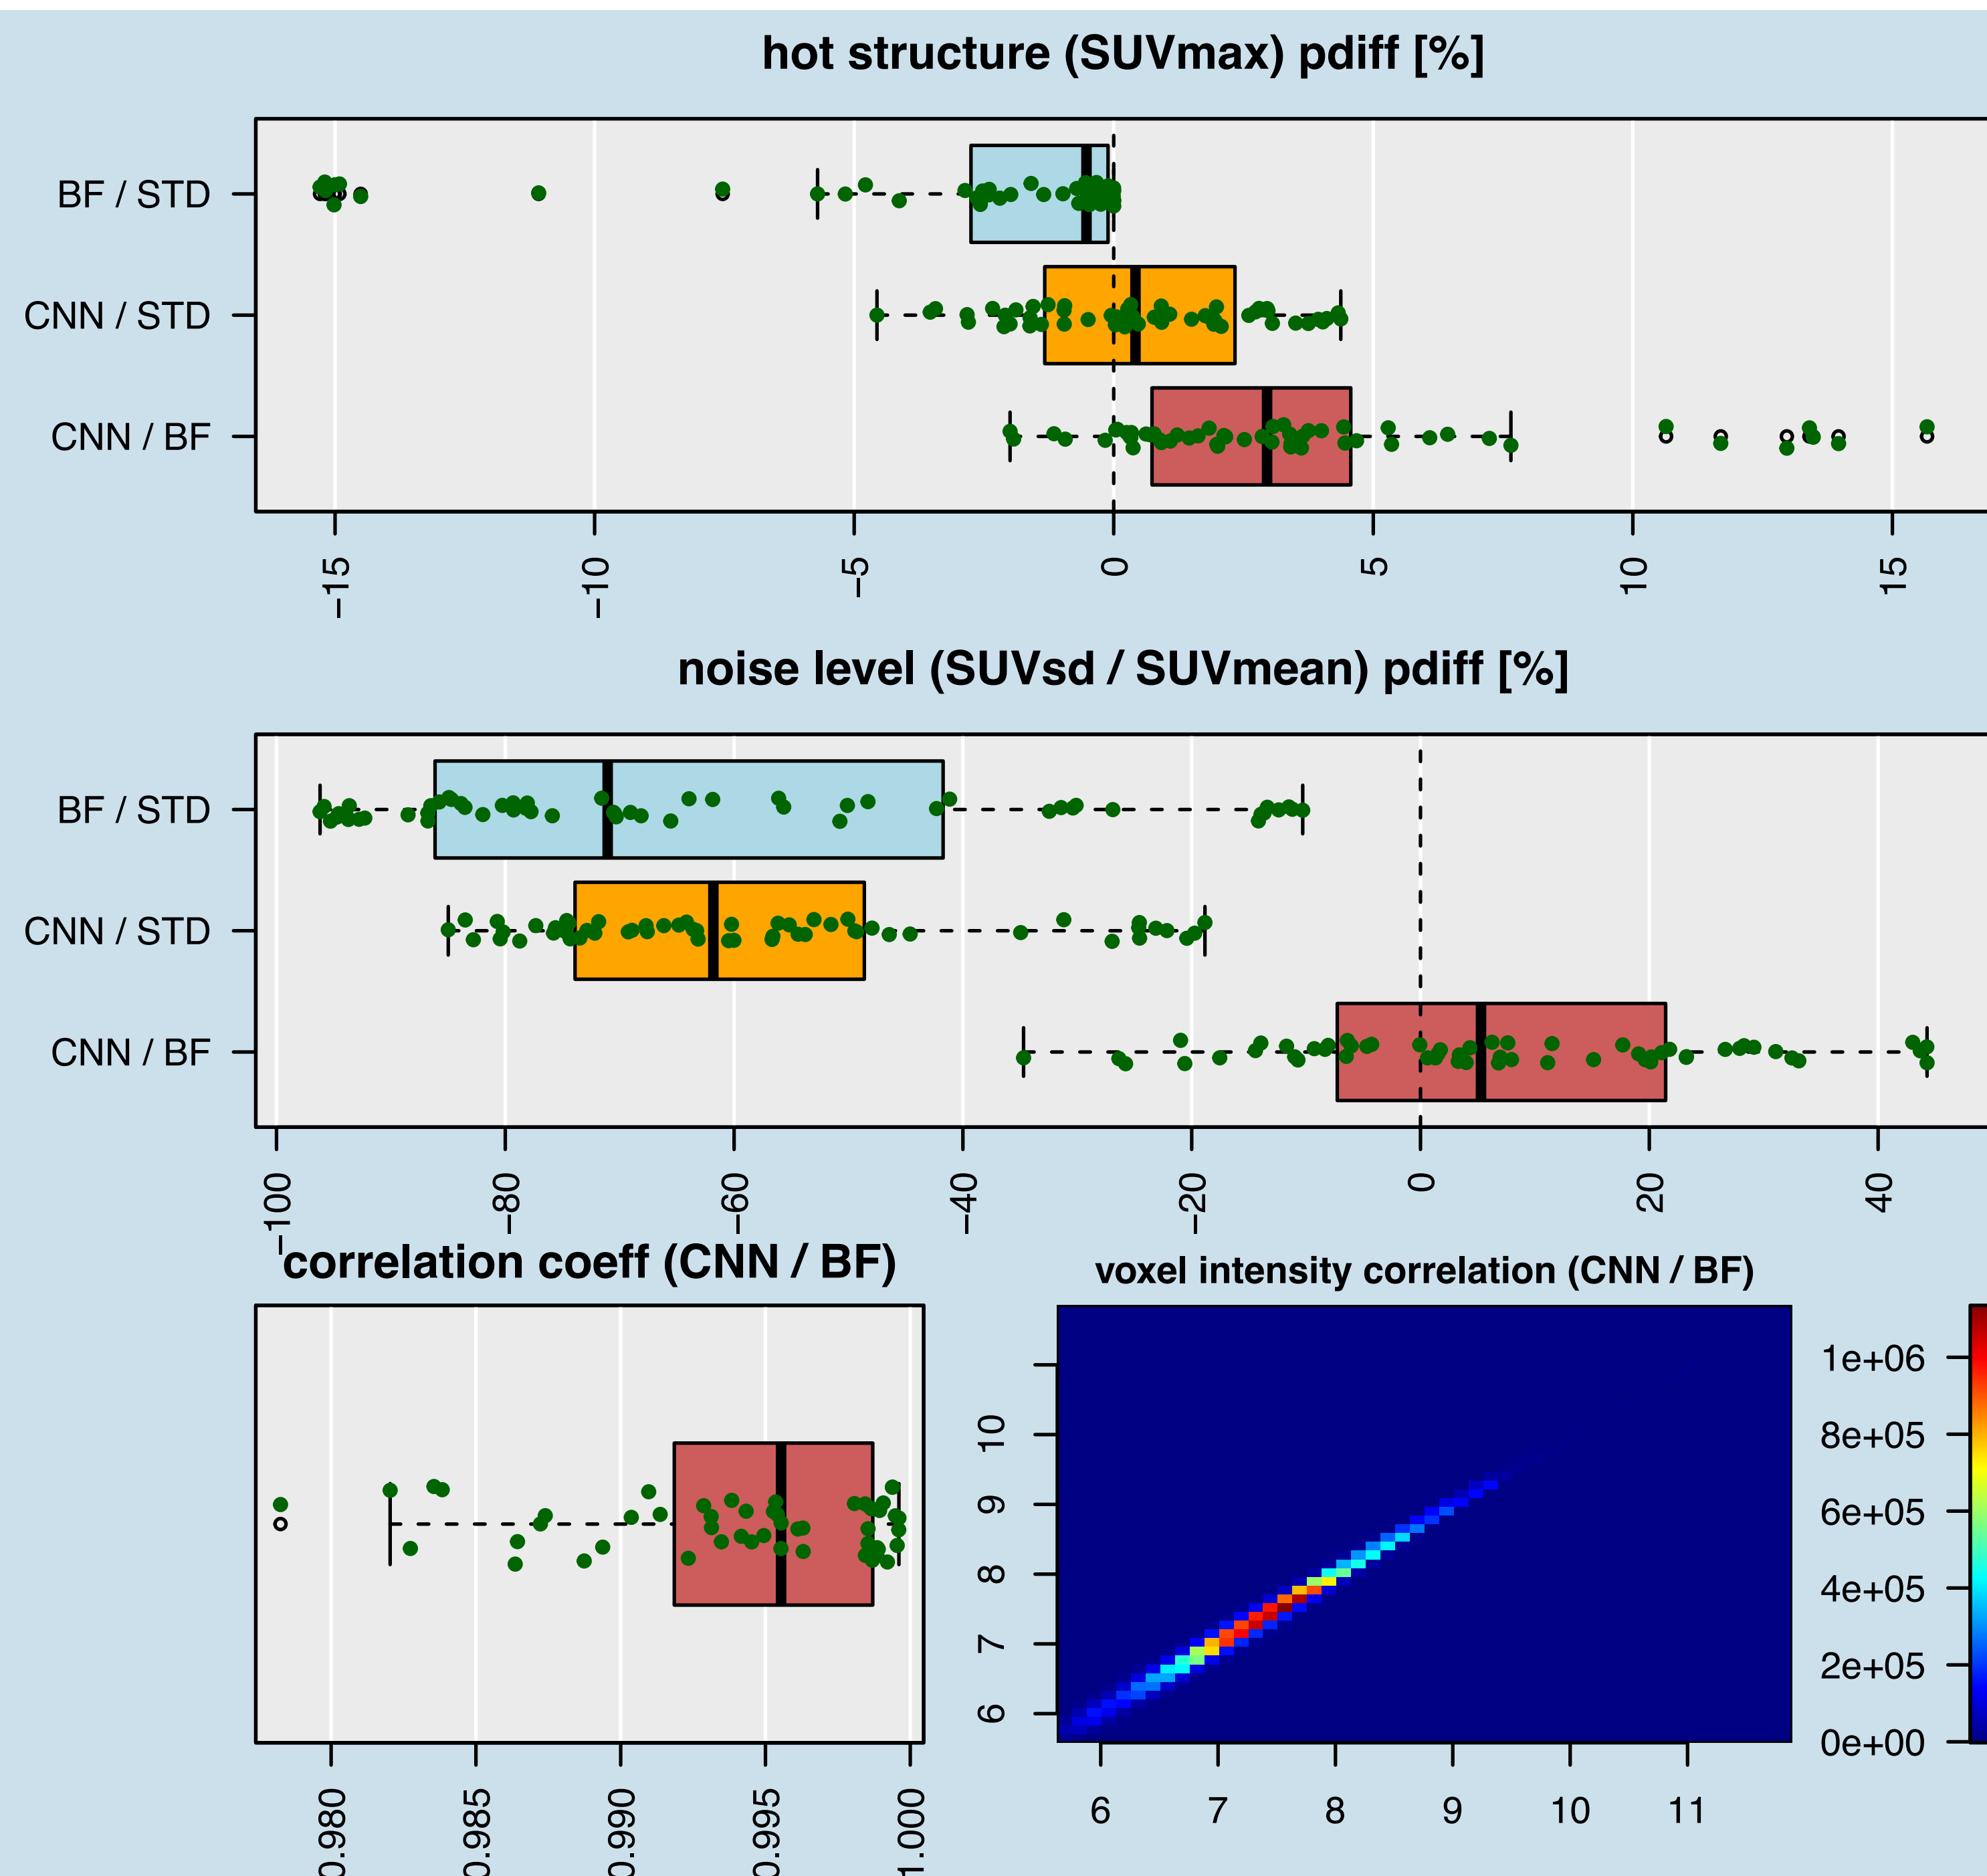 hot structure (SUVmax) pdiff [%]
BF / STD
CNN / STD
CNN / BF
−15 −10 −5 0 5 10 15
noise level (SUVsd / SUVmean) pdiff [%]
BF / STD
CNN / STD
CNN / BF
−100 −80 −60 −40 −20 0 20 40
correlation coeff (CNN / BF)
0.980 0.985 0.990 0.995 1.000
voxel intensity correlation (CNN / BF)
10
9
8
7
6
6 7 8 9 10 11
1e+06
8e+05
6e+05
4e+05
2e+05
0e+00